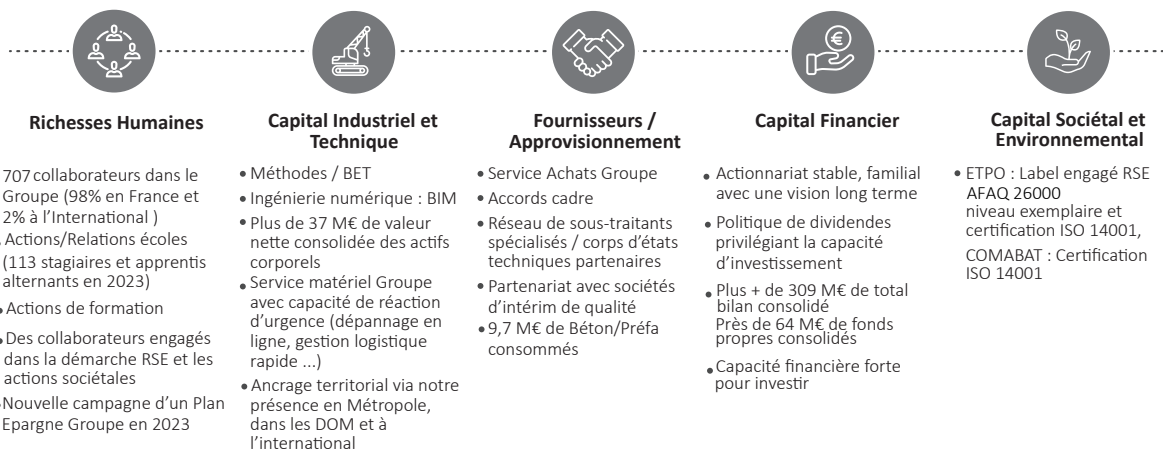 Richesses Humaines
707 collaborateurs dans le
Groupe (98% en France et
2% à l'International )
Actions/Relations écoles
(113 stagiaires et apprentis
alternants en 2023)
• Actions de formation
• Des collaborateurs engagés
dans la démarche RSE et les
actions sociétales
• Nouvelle campagne d'un Plan
Epargne Groupe en 2023
Capital Industriel et
Technique
• Méthodes / BET
• Ingénierie numérique : BIM
• Plus de 37 M€ de valeur
nette consolidée des actifs
corporels
• Service matériel Groupe
avec capacité de réaction
d'urgence (dépannage en
ligne, gestion logistique
rapide ...)
• Ancrage territorial via notre
présence en Métropole,
dans les DOM et à
l'international
Fournisseurs /
Approvisionnement
• Service Achats Groupe
• Accords cadre
• Réseau de sous-traitants
spécialisés / corps d'états
techniques partenaires
• Partenariat avec sociétés
d'intérim de qualité
• 9,7 M€ de Béton/Préfa
consommés
€
Capital Financier
• Actionnariat stable, familial
avec une vision long terme
• Politique de dividendes
privilégiant la capacité
d'investissement
• Plus + de 309 M€ de total
bilan consolidé
Près de 64 M€ de fonds
propres consolidés
• Capacité financière forte
pour investir
Capital Sociétal et
Environnemental
• ETPO : Label engagé RSE
AFAQ 26000
niveau exemplaire et
certification ISO 14001,
COMABAT : Certification
ISO 14001